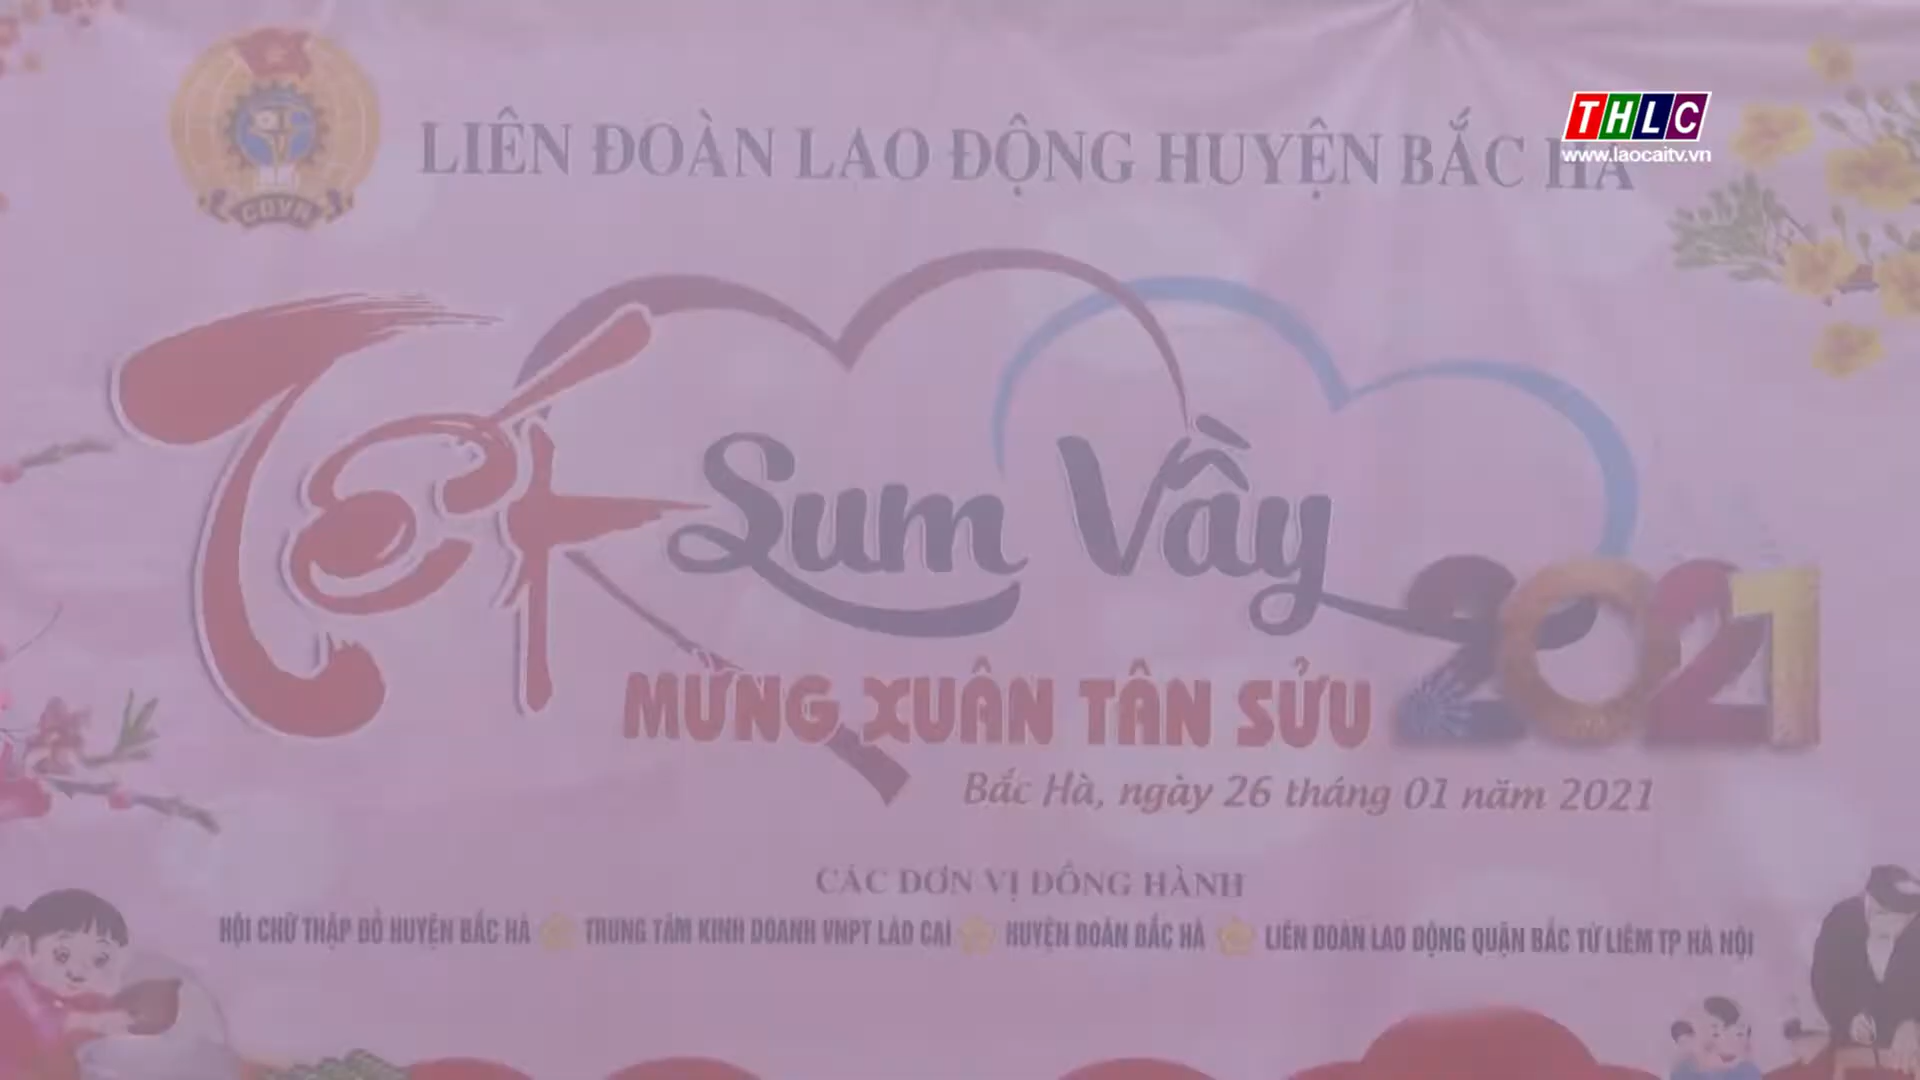 THLC
www.laocaitv.vn
CĐVN
LIÊN ĐOÀN LAO ĐỘNG HUYỆN BẮC HÀ
Tết Sum Vầy 2021
MỪNG XUÂN TÂN SỬU
Bắc Hà, ngày 26 tháng 01 năm 2021
CÁC ĐƠN VỊ ĐỒNG HÀNH
HỘI CHỮ THẬP ĐỎ HUYỆN BẮC HÀ TRUNG TÂM KINH DOANH VNPT LÀO CAI HUYỆN ĐOÀN BẮC HÀ LIÊN ĐOÀN LAO ĐỘNG QUẬN BẮC TỪ LIÊM TP HÀ NỘI